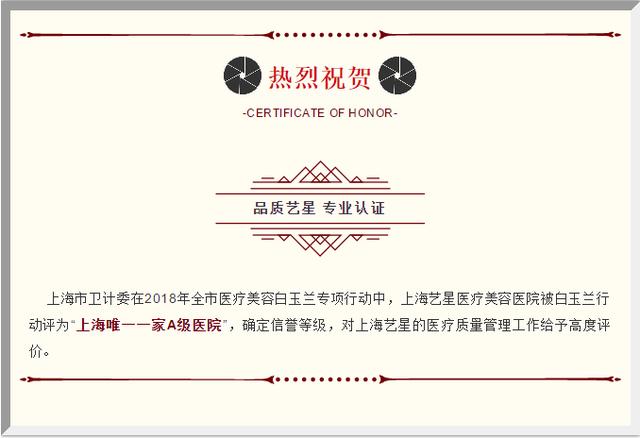 热烈祝贺
-CERTIFICATE OF HONOR-
品质艺星 专业认证
上海市卫计委在2018年全市医疗美容白玉兰专项行动中，上海艺星医疗美容医院被白玉兰行
动评为“上海唯一一家A级医院”，确定信誉等级，对上海艺星的医疗质量管理工作给予高度评
价。